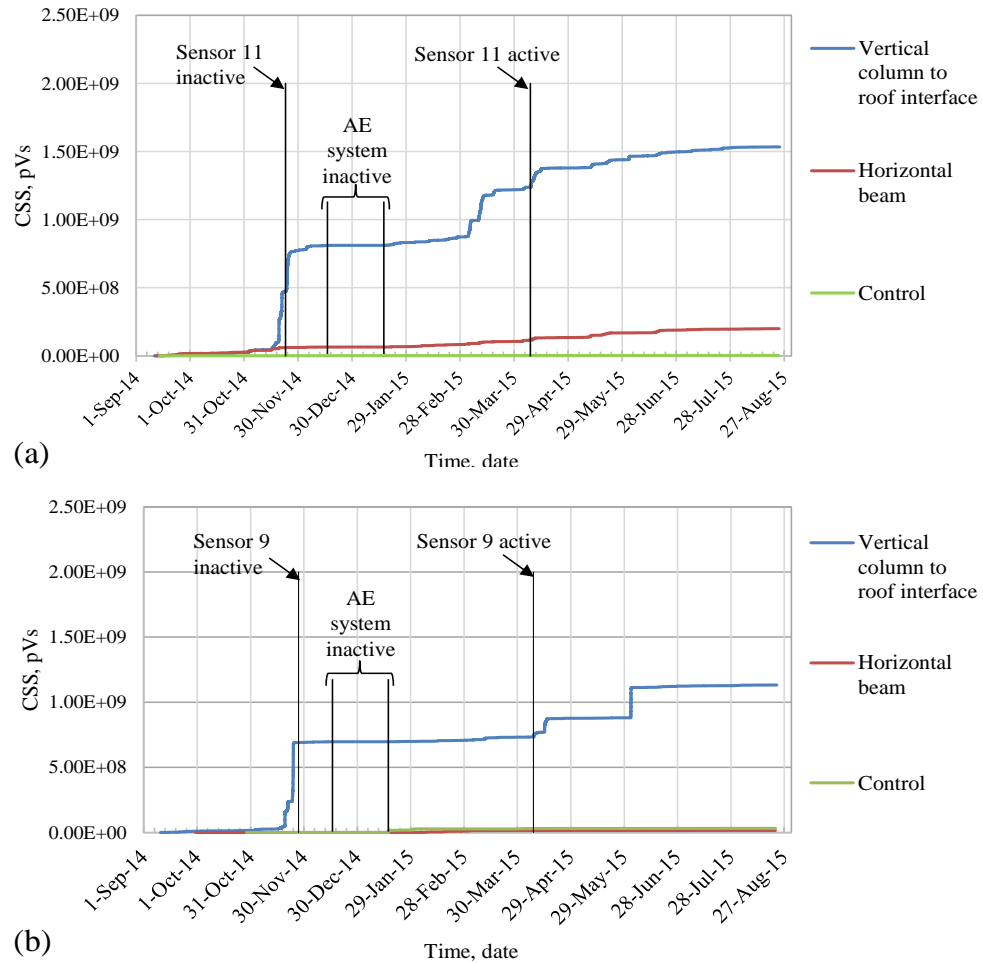 2.50E+09
2.00E+09
1.50E+09
1.00E+09
5.00E+08
0.00E+00
CSS, pVs
Sensor 11
inactive
AE
system
inactive
Sensor 11 active
Vertical
column to
roof interface
Horizontal
beam
Control
1-Sep-14
1-Oct-14
31-Oct-14
30-Nov-14
30-Dec-14
29-Jan-15
28-Feb-15
30-Mar-15
29-Apr-15
29-May-15
28-Jun-15
28-Jul-15
27-Aug-15
Time, date
(a)
2.50E+09
2.00E+09
1.50E+09
1.00E+09
5.00E+08
0.00E+00
CSS, pVs
Sensor 9
inactive
AE
system
inactive
Sensor 9 active
Vertical
column to
roof interface
Horizontal
beam
Control
1-Sep-14
1-Oct-14
31-Oct-14
30-Nov-14
30-Dec-14
29-Jan-15
28-Feb-15
30-Mar-15
29-Apr-15
29-May-15
28-Jun-15
28-Jul-15
27-Aug-15
Time, date
(b)